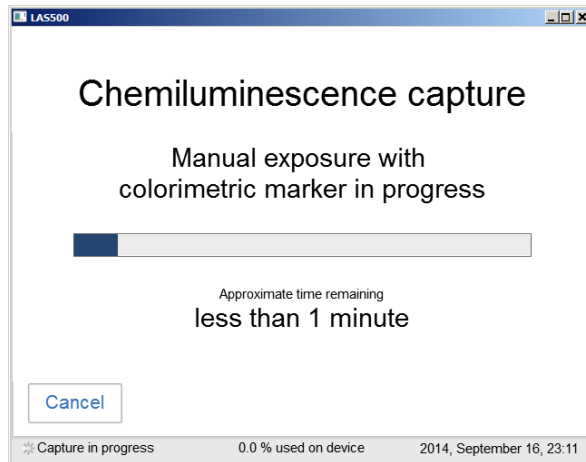 LAS500
Chemiluminescence capture
Manual exposure with
colorimetric marker in progress
Approximate time remaining
less than 1 minute
Cancel
Capture in progress 0.0 % used on device 2014, September 16, 23:11